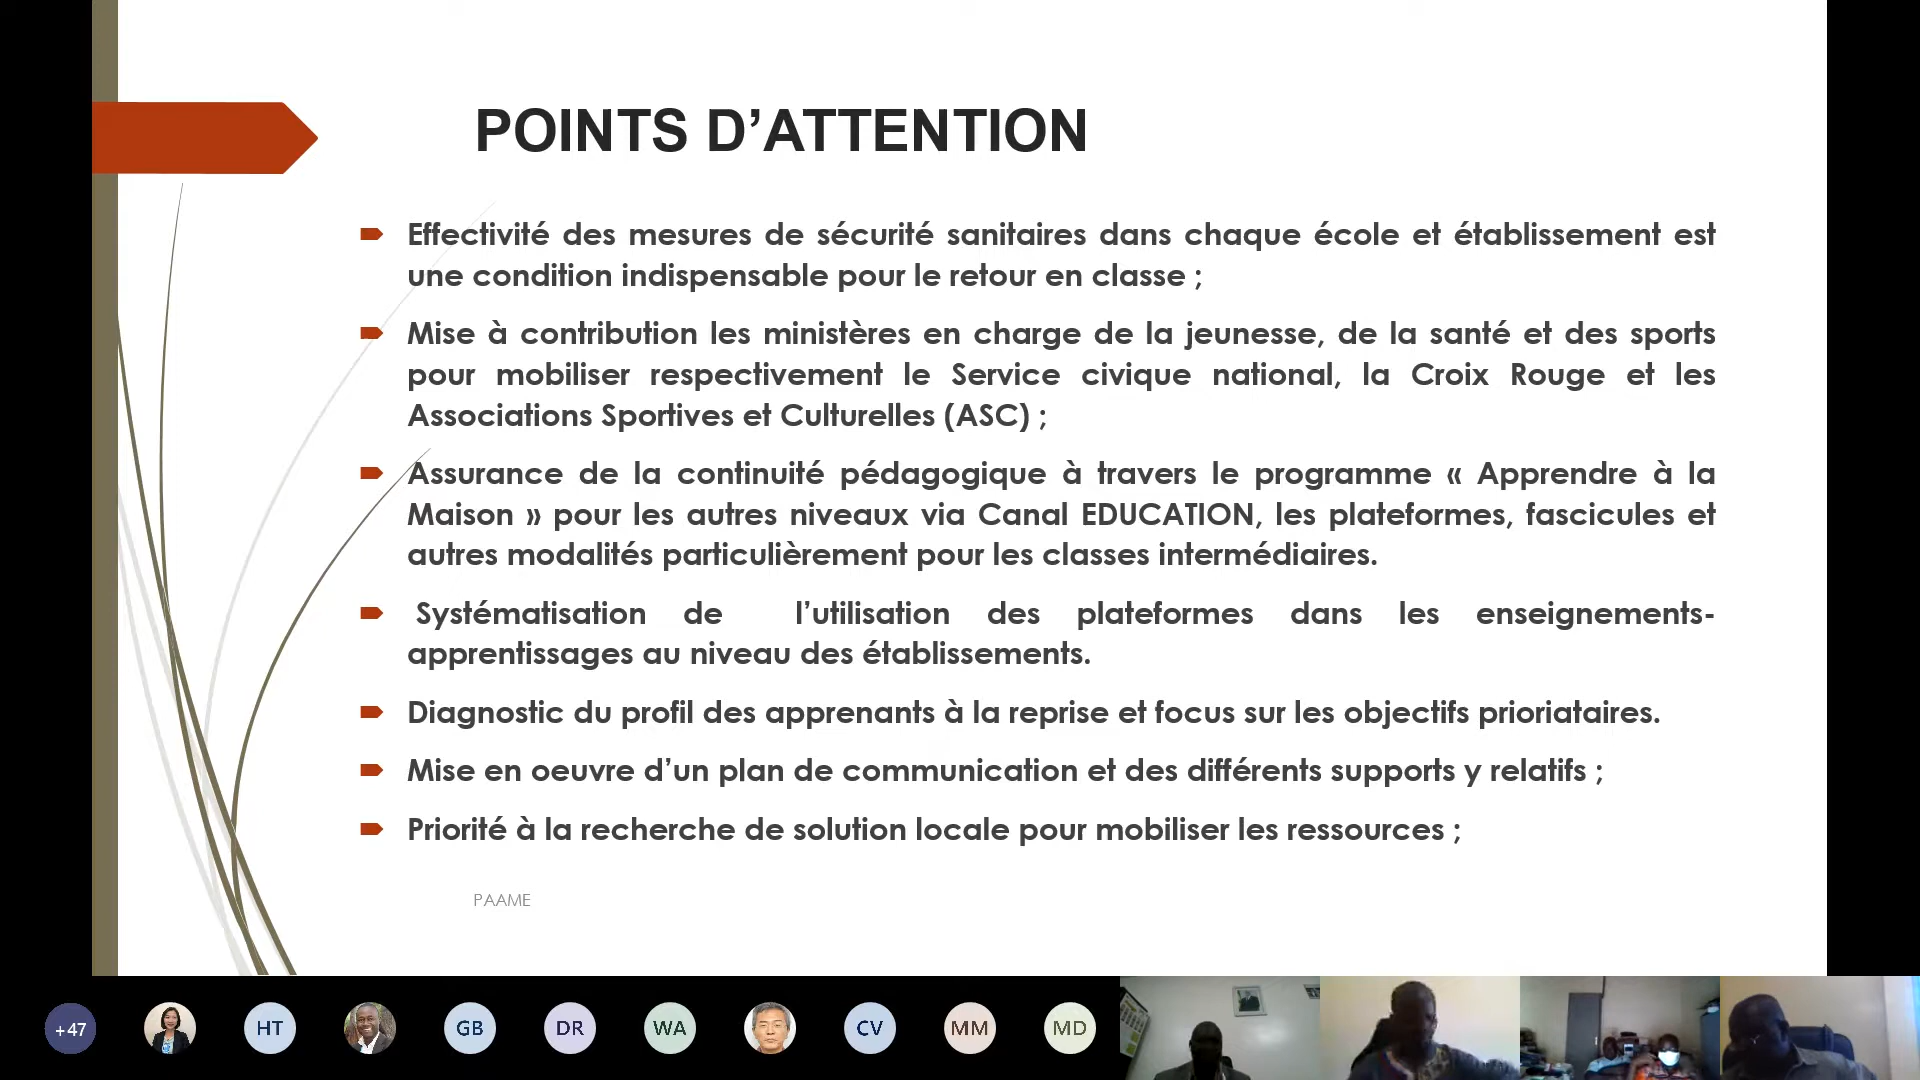 POINTS D’ATTENTION
Effectivité des mesures de sécurité sanitaires dans chaque école et établissement est
une condition indispensable pour le retour en classe ;
Mise à contribution les ministères en charge de la jeunesse, de la santé et des sports
pour mobiliser respectivement le Service civique national, la Croix Rouge et les
Associations Sportives et Culturelles (ASC) ;
Assurance de la continuité pédagogique à travers le programme « Apprendre à la
Maison » pour les autres niveaux via Canal EDUCATION, les plateformes, fascicules et
autres modalités particulièrement pour les classes intermédiaires.
Systématisation de l’utilisation des plateformes dans les enseignements-
apprentissages au niveau des établissements.
Diagnostic du profil des apprenants à la reprise et focus sur les objectifs prioriataires.
Mise en oeuvre d’un plan de communication et des différents supports y relatifs ;
Priorité à la recherche de solution locale pour mobiliser les ressources ;
PAAME
+47
HT
GB
DR
WA
CV
MM
MD